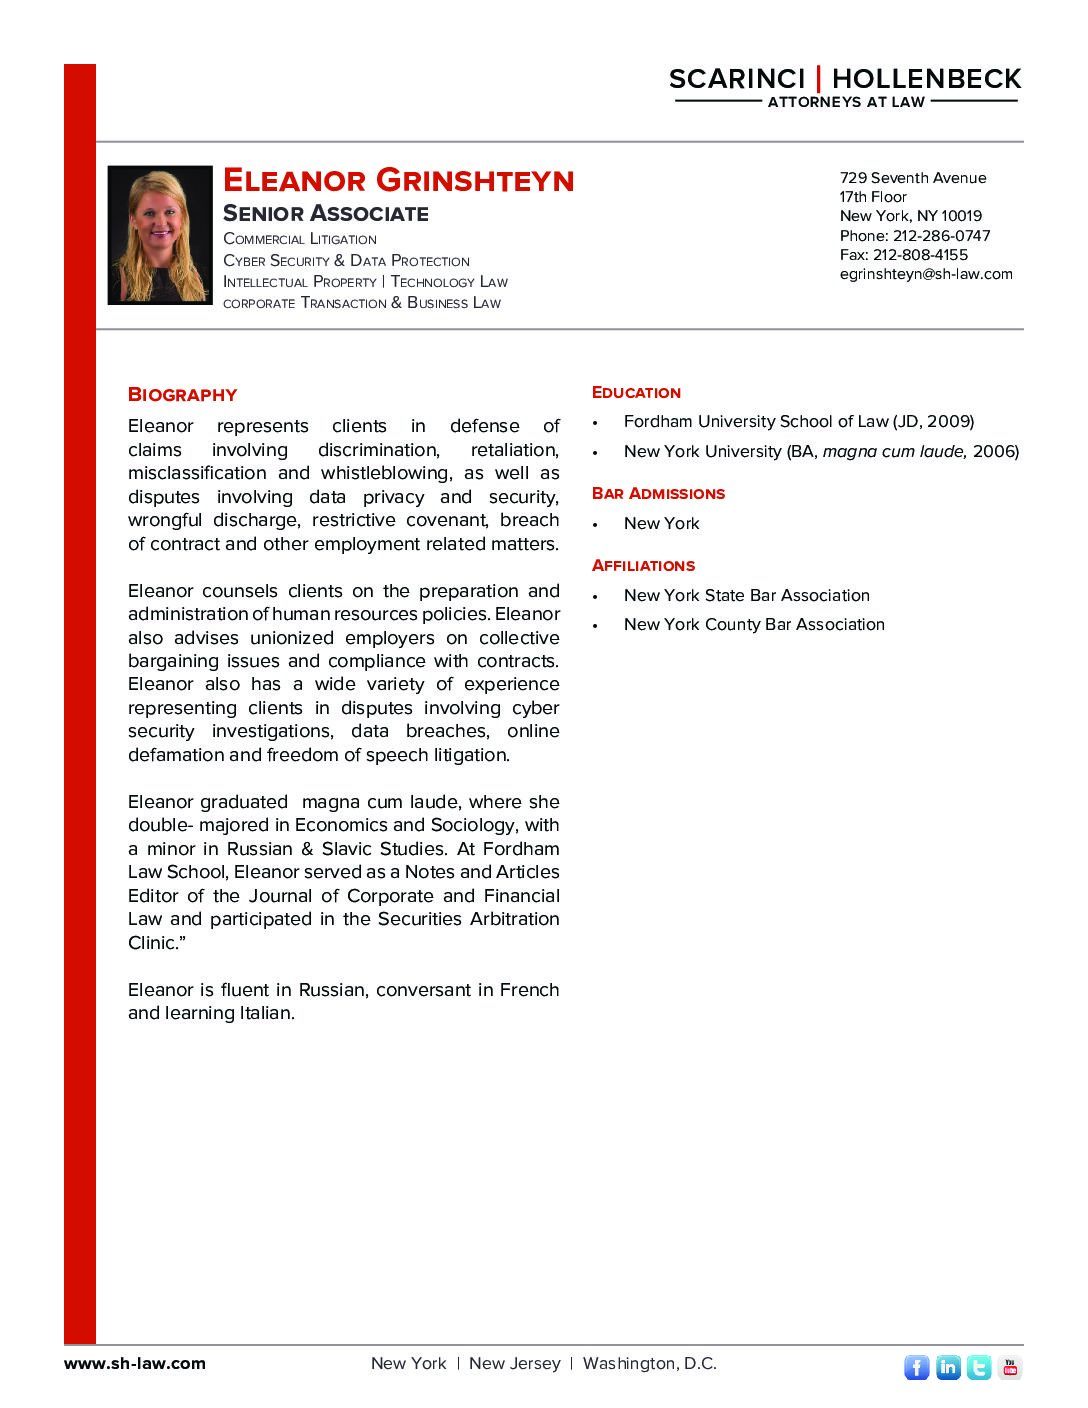 SCARINCI | HOLLENBECK
ATTORNEYS AT LAW
ELEANOR GRINSHTEYN
SENIOR ASSOCIATE
COMMERCIAL LITIGATION
CYBER SECURITY & DATA PROTECTION
INTELLECTUAL PROPERTY | TECHNOLOGY LAW
CORPORATE TRANSACTION & BUSINESS LAW
729 Seventh Avenue
17th Floor
New York, NY 10019
Phone: 212-286-0747
Fax: 212-808-4155
egrinshteyn@sh-law.com
BIOGRAPHY
Eleanor represents clients in defense of
claims involving discrimination, retaliation,
misclassification and whistleblowing, as well as
disputes involving data privacy and security,
wrongful discharge, restrictive covenant, breach
of contract and other employment related matters.
Eleanor counsels clients on the preparation and
administration of human resources policies. Eleanor
also advises unionized employers on collective
bargaining issues and compliance with contracts.
Eleanor also has a wide variety of experience
representing clients in disputes involving cyber
security investigations, data breaches, online
defamation and freedom of speech litigation.
Eleanor graduated magna cum laude, where she
double- majored in Economics and Sociology, with
a minor in Russian & Slavic Studies. At Fordham
Law School, Eleanor served as a Notes and Articles
Editor of the Journal of Corporate and Financial
Law and participated in the Securities Arbitration
Clinic.”
Eleanor is fluent in Russian, conversant in French
and learning Italian.
EDUCATION
• Fordham University School of Law (JD, 2009)
• New York University (BA, magna cum laude, 2006)
BAR ADMISSIONS
• New York
AFFILIATIONS
• New York State Bar Association
• New York County Bar Association
www.sh-law.com
New York | New Jersey | Washington, D.C.
f in t You Tube